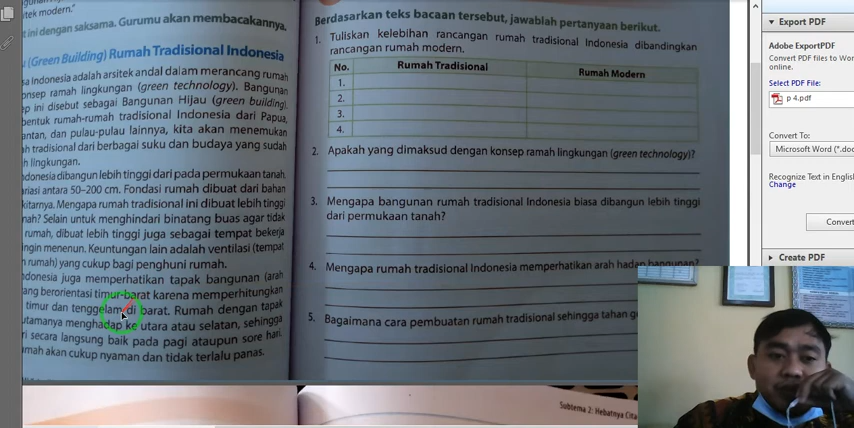 itek modern."
t ini dengan saksama. Gurumu akan membacakannya.
(Green Building) Rumah Tradisional Indonesia
sa Indonesia adalah arsitek andal dalam merancang rumah
onsep ramah lingkungan (green technology). Bangunan
ep ini disebut sebagai Bangunan Hijau (green building).
bentuk rumah-rumah tradisional Indonesia dari Papua,
antan, dan pulau-pulau lainnya, kita akan menemukan
h tradisional dari berbagai suku dan budaya yang sudah
h lingkungan.
ndonesia dibangun lebih tinggi dari pada permukaan tanah.
riasi antara 50–200 cm. Fondasi rumah dibuat dari bahan
kitarnya. Mengapa rumah tradisional ini dibuat lebih tinggi
nah? Selain untuk menghindari binatang buas agar tidak
rumah, dibuat lebih tinggi juga sebagai tempat bekerja
ingin menenun. Keuntungan lain adalah ventilasi (tempat
n rumah) yang cukup bagi penghuni rumah.
donesia juga memperhatikan tapak bangunan (arah
ang berorientasi timur-barat karena memperhitungkan
timur dan tenggelam di barat. Rumah dengan tapak
utamanya menghadap ke utara atau selatan, sehingga
ri secara langsung baik pada pagi ataupun sore hari.
mah akan cukup nyaman dan tidak terlalu panas.
Berdasarkan teks bacaan tersebut, jawablah pertanyaan berikut.
1. Tuliskan kelebihan rancangan rumah tradisional Indonesia dibandingkan
rancangan rumah modern.
No. Rumah Tradisional Rumah Modern
1.
2.
3.
4.
2. Apakah yang dimaksud dengan konsep ramah lingkungan (green technology)?
3. Mengapa bangunan rumah tradisional Indonesia biasa dibangun lebih tinggi
dari permukaan tanah?
4. Mengapa rumah tradisional Indonesia memperhatikan arah hadap bangunan?
5. Bagaimana cara pembuatan rumah tradisional sehingga tahan g
Subtema 2: Hebatnya Cita
Export PDF
Adobe ExportPDF
Convert PDF files to Wor
online.
Select PDF File:
p 4.pdf
Convert To:
Microsoft Word (*.doc
Recognize Text in English
Change
Convert
Create PDF